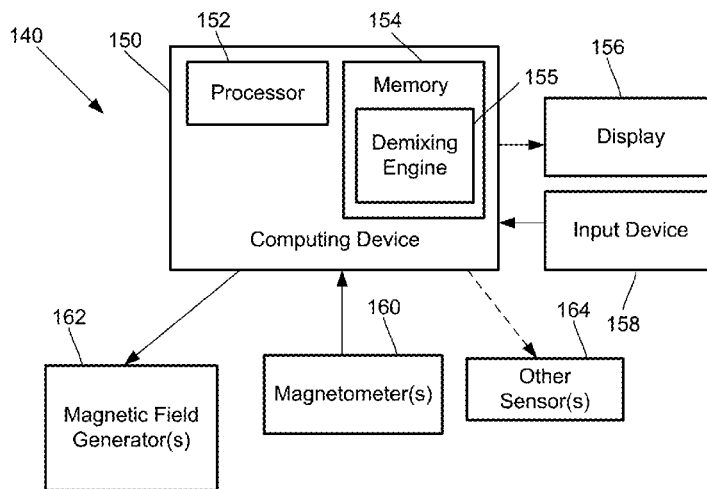 140
150
152
154
156
Processor
Memory
155
Demixing
Engine
Display
Computing Device
Input Device
158
162
160
164
Magnetic Field
Generator(s)
Magnetometer(s)
Other
Sensor(s)